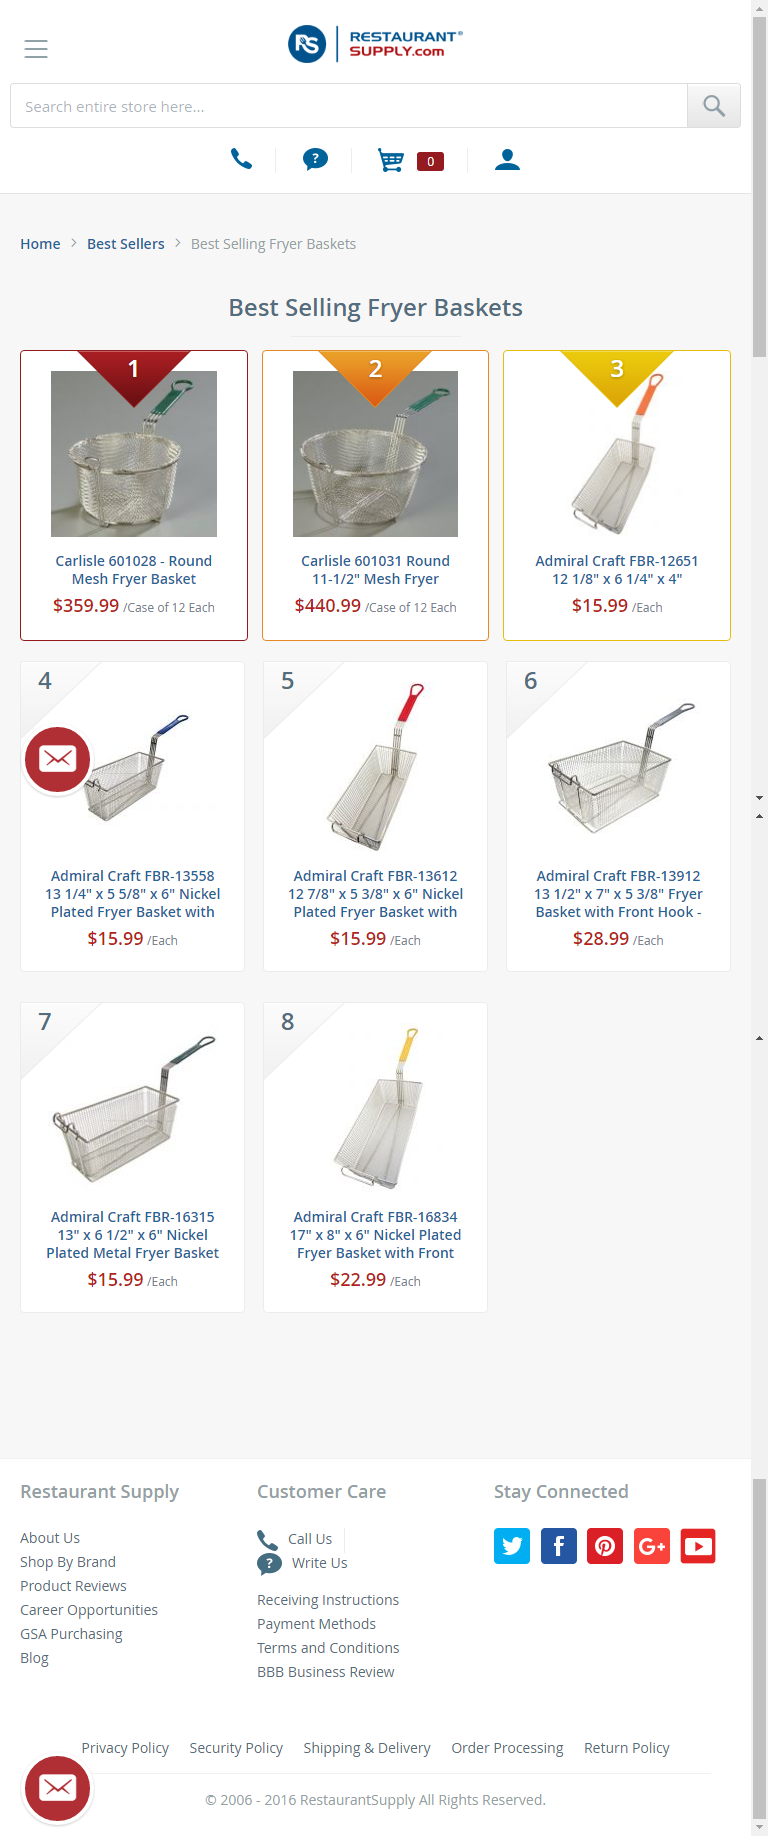 RS RESTAURANT®
SUPPLY.com
Search entire store here...
?
0
Home > Best Sellers > Best Selling Fryer Baskets
Best Selling Fryer Baskets
1
Carlisle 601028 - Round
Mesh Fryer Basket
$359.99 /Case of 12 Each
2
Carlisle 601031 Round
11-1/2" Mesh Fryer
$440.99 /Case of 12 Each
3
Admiral Craft FBR-12651
12 1/8" x 6 1/4" x 4"
$15.99 /Each
4
Admiral Craft FBR-13558
13 1/4" x 5 5/8" x 6" Nickel
Plated Fryer Basket with
$15.99 /Each
5
Admiral Craft FBR-13612
12 7/8" x 5 3/8" x 6" Nickel
Plated Fryer Basket with
$15.99 /Each
6
Admiral Craft FBR-13912
13 1/2" x 7" x 5 3/8" Fryer
Basket with Front Hook -
$28.99 /Each
7
Admiral Craft FBR-16315
13" x 6 1/2" x 6" Nickel
Plated Metal Fryer Basket
$15.99 /Each
8
Admiral Craft FBR-16834
17" x 8" x 6" Nickel Plated
Fryer Basket with Front
$22.99 /Each
Restaurant Supply
About Us
Shop By Brand
Product Reviews
Career Opportunities
GSA Purchasing
Blog
Customer Care
Call Us
? Write Us
Receiving Instructions
Payment Methods
Terms and Conditions
BBB Business Review
Stay Connected
f G+
Privacy Policy Security Policy Shipping & Delivery Order Processing Return Policy
© 2006 - 2016 RestaurantSupply All Rights Reserved.